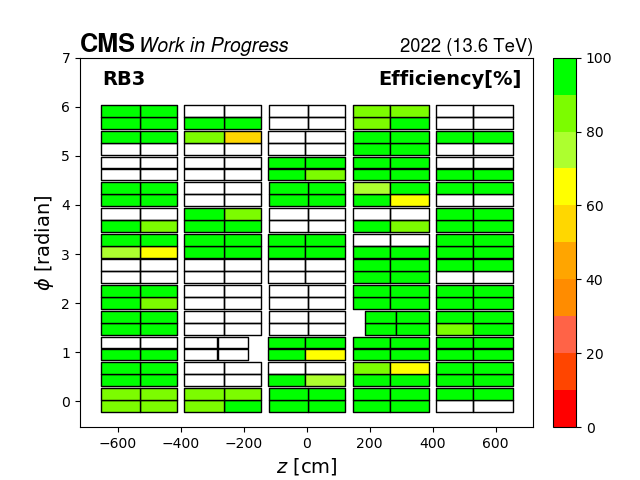 CMS Work in Progress 2022 (13.6 TeV)
RB3 Efficiency[%]
7
6
5
4
3
2
1
0
ϕ [radian]
−600 −400 −200 0 200 400 600
z [cm]
100
80
60
40
20
0